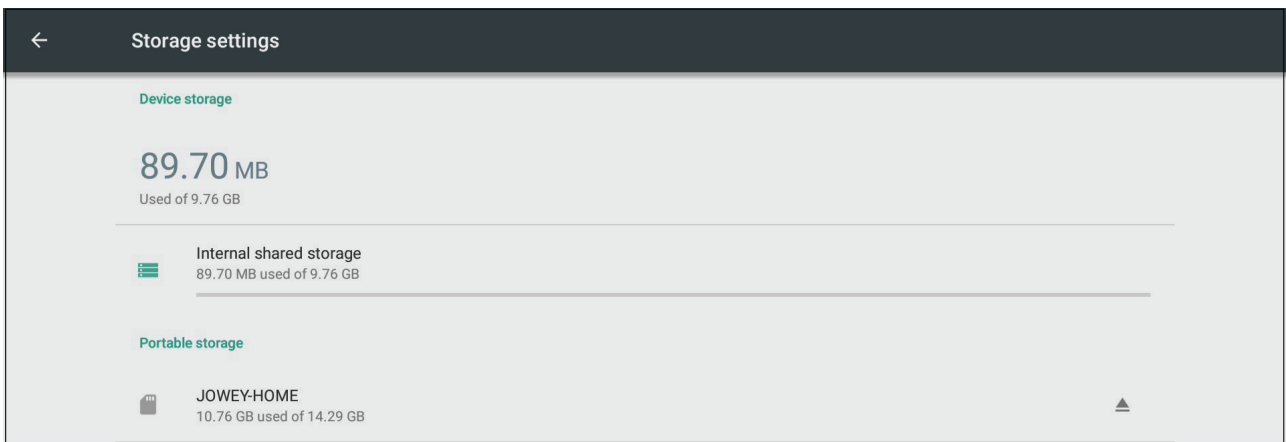 Storage settings
Device storage
89.70 MB
Used of 9.76 GB
Internal shared storage
89.70 MB used of 9.76 GB
Portable storage
JOWEY-HOME
10.76 GB used of 14.29 GB